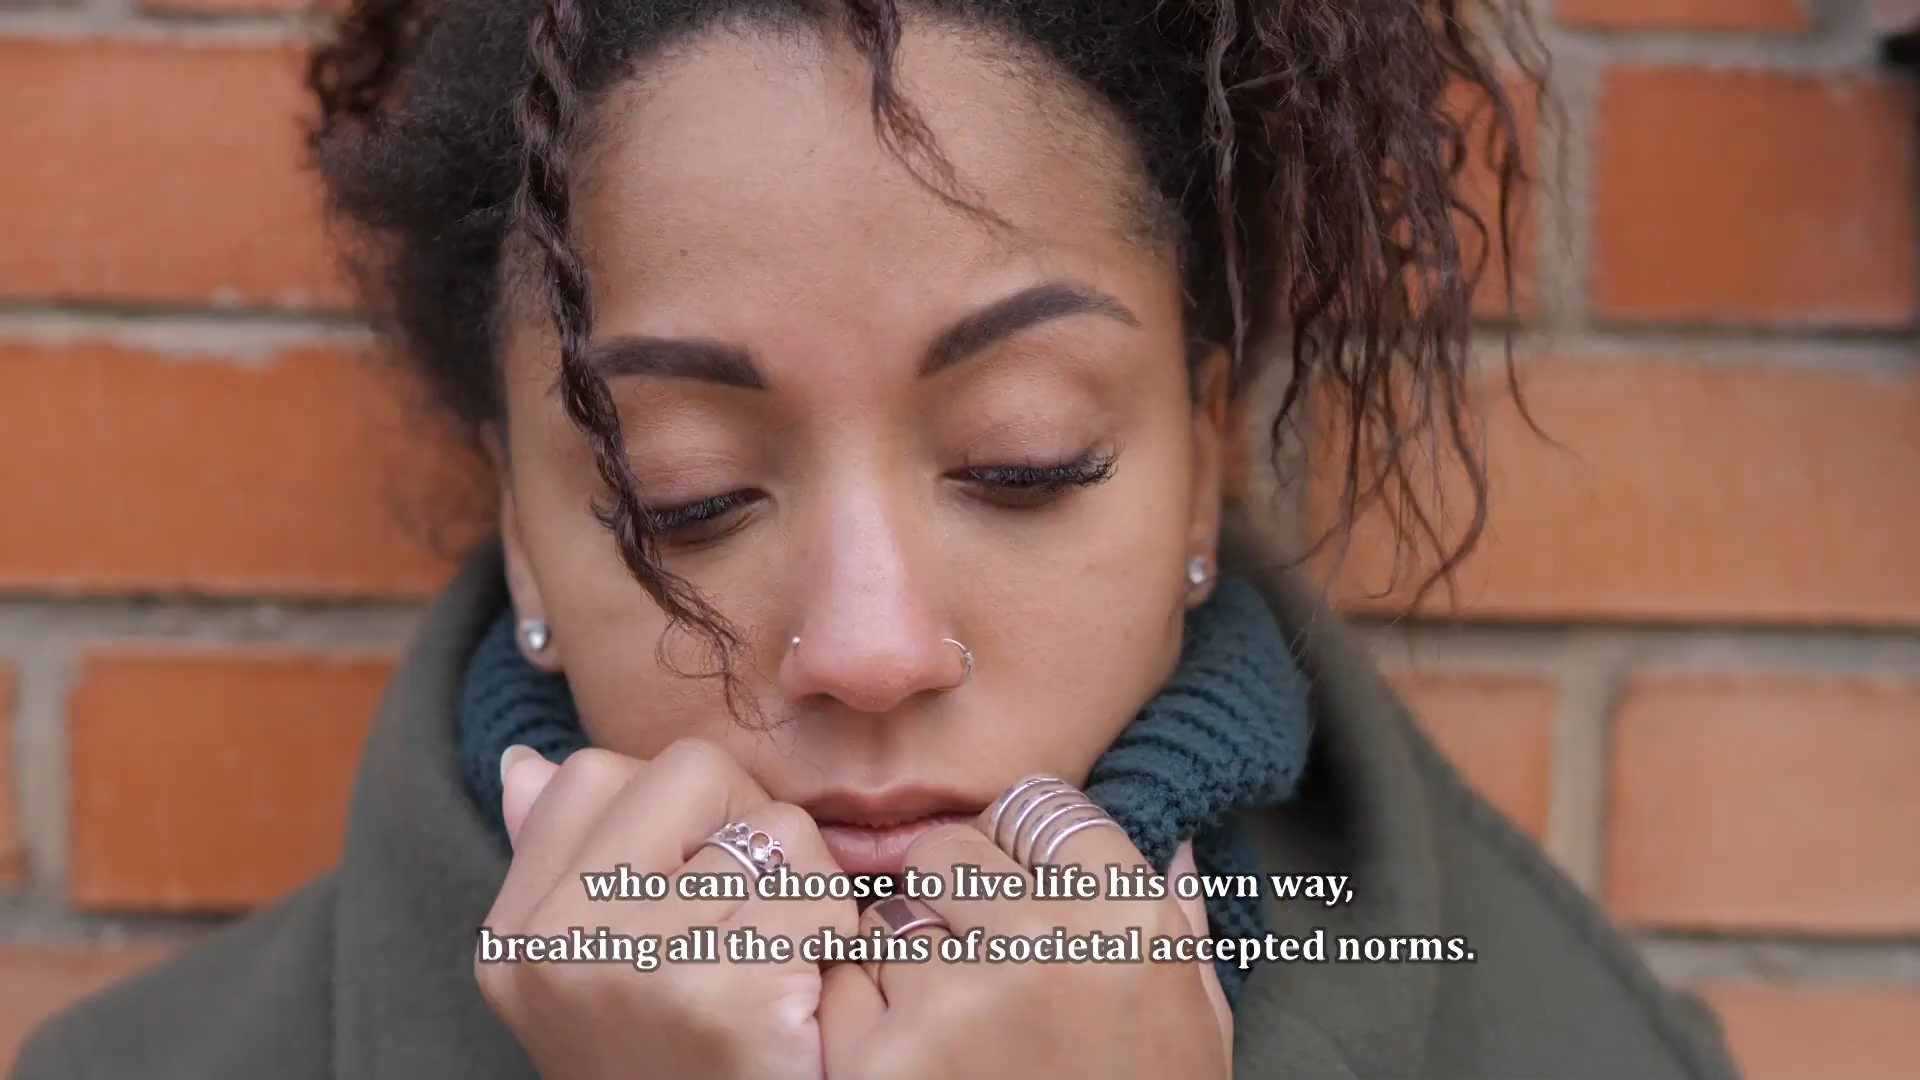 who can choose to live life his own way,
breaking all the chains of societal accepted norms.